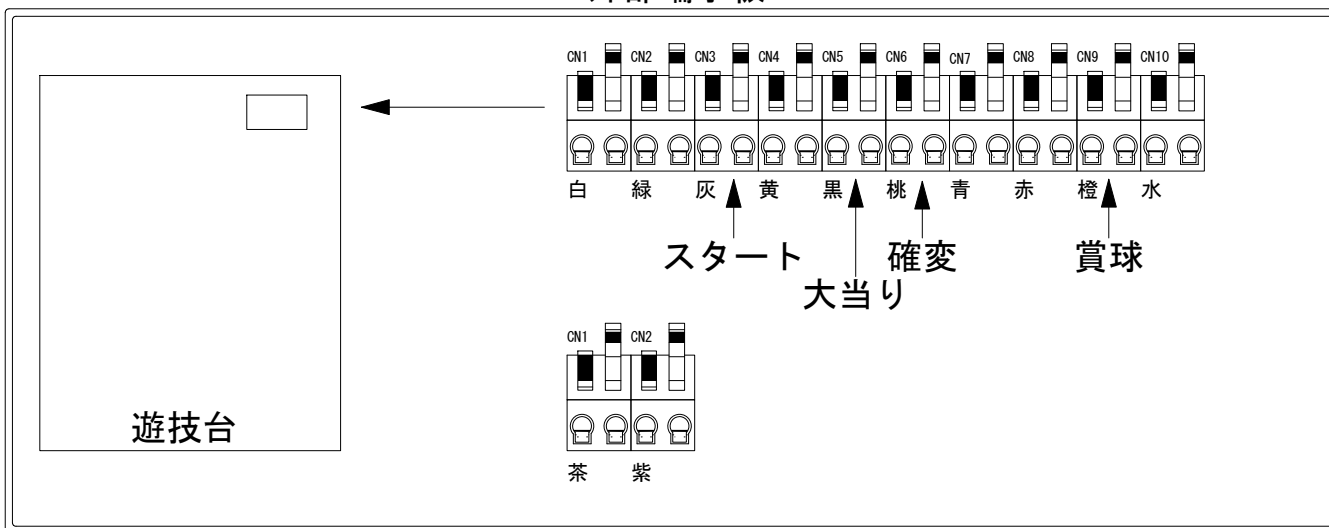 CN1 CN2 CN3 CN4 CN5 CN6 CN7 CN8 CN9 CN10
白 緑 灰 黄 黒 桃 青 赤 橙 水
スタート 確変 賞球
大当り
CN1 CN2
遊技台
茶 紫